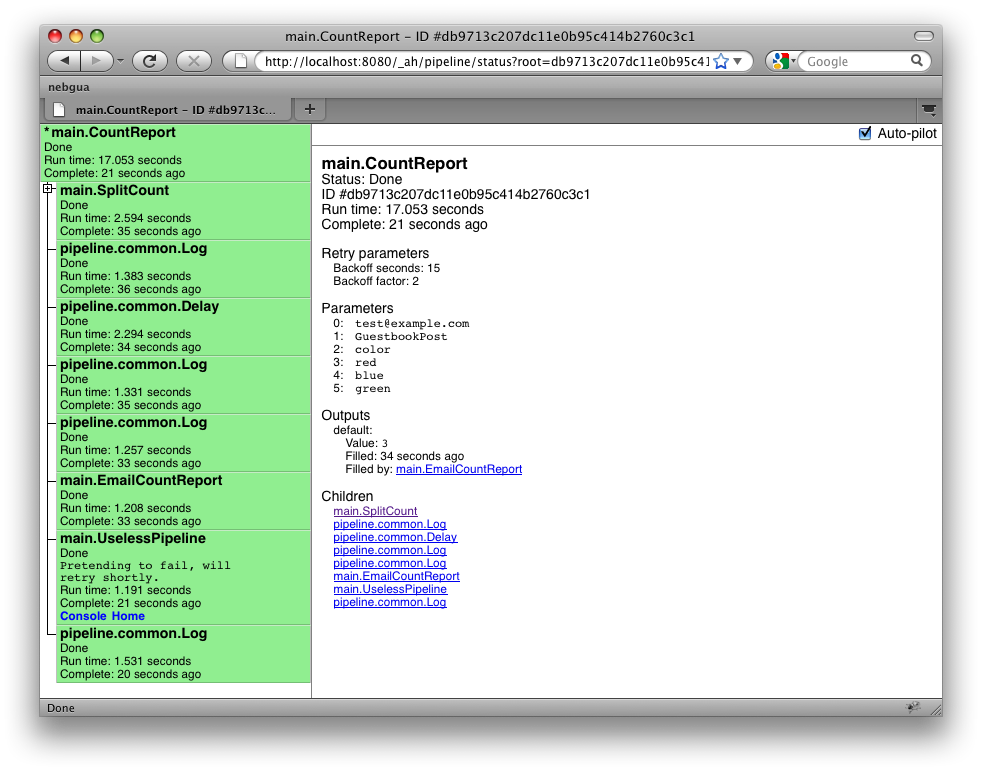 main.CountReport – ID #db9713c207dc11e0b95c414b2760c3c1
http://localhost:8080/_ah/pipeline/status?root=db9713c207dc11e0b95c41
Google
nebgua
main.CountReport – ID #db9713c...
+
*main.CountReport
Done
Run time: 17.053 seconds
Complete: 21 seconds ago
main.SplitCount
Done
Run time: 2.594 seconds
Complete: 35 seconds ago
pipeline.common.Log
Done
Run time: 1.383 seconds
Complete: 36 seconds ago
pipeline.common.Delay
Done
Run time: 2.294 seconds
Complete: 34 seconds ago
pipeline.common.Log
Done
Run time: 1.331 seconds
Complete: 35 seconds ago
pipeline.common.Log
Done
Run time: 1.257 seconds
Complete: 33 seconds ago
main.EmailCountReport
Done
Run time: 1.208 seconds
Complete: 33 seconds ago
main.UselessPipeline
Done
Pretending to fail, will
retry shortly.
Run time: 1.191 seconds
Complete: 21 seconds ago
Console Home
pipeline.common.Log
Done
Run time: 1.531 seconds
Complete: 20 seconds ago
Auto-pilot
main.CountReport
Status: Done
ID #db9713c207dc11e0b95c414b2760c3c1
Run time: 17.053 seconds
Complete: 21 seconds ago
Retry parameters
Backoff seconds: 15
Backoff factor: 2
Parameters
0: test@example.com
1: GuestbookPost
2: color
3: red
4: blue
5: green
Outputs
default:
Value: 3
Filled: 34 seconds ago
Filled by: main.EmailCountReport
Children
main.SplitCount
pipeline.common.Log
pipeline.common.Delay
pipeline.common.Log
pipeline.common.Log
main.EmailCountReport
main.UselessPipeline
pipeline.common.Log
Done